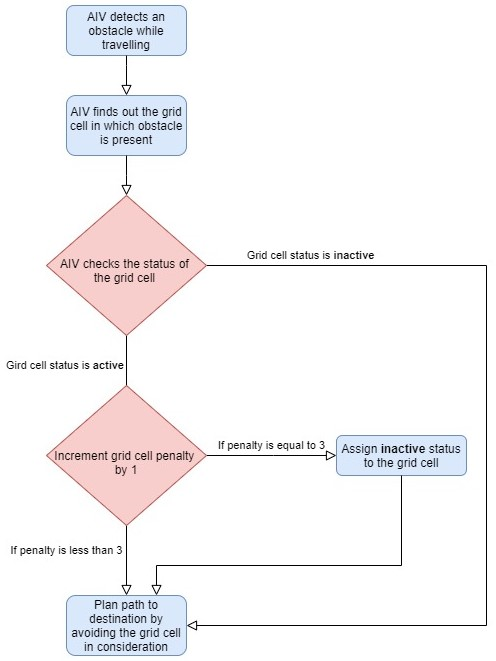 AIV detects an
obstacle while
travelling
AIV finds out the grid
cell in which obstacle
is present
AIV checks the status of
the grid cell
Grid cell status is inactive
Gird cell status is active
Increment grid cell penalty
by 1
If penalty is equal to 3
Assign inactive status
to the grid cell
If penalty is less than 3
Plan path to
destination by
avoiding the grid cell
in consideration